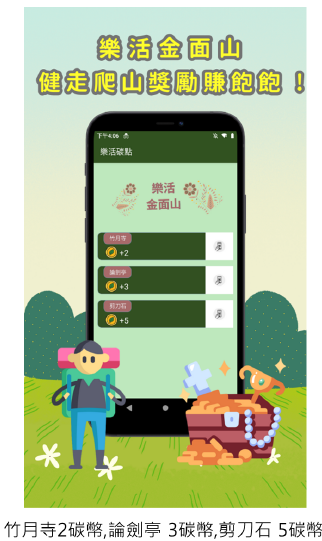 樂活金面山
健走爬山獎勵賺飽飽！
下午4:06
樂活碳點
樂活
金面山
竹月寺
+2
論劍亭
+3
剪刀石
+5
竹月寺2碳幣,論劍亭 3碳幣,剪刀石 5碳幣